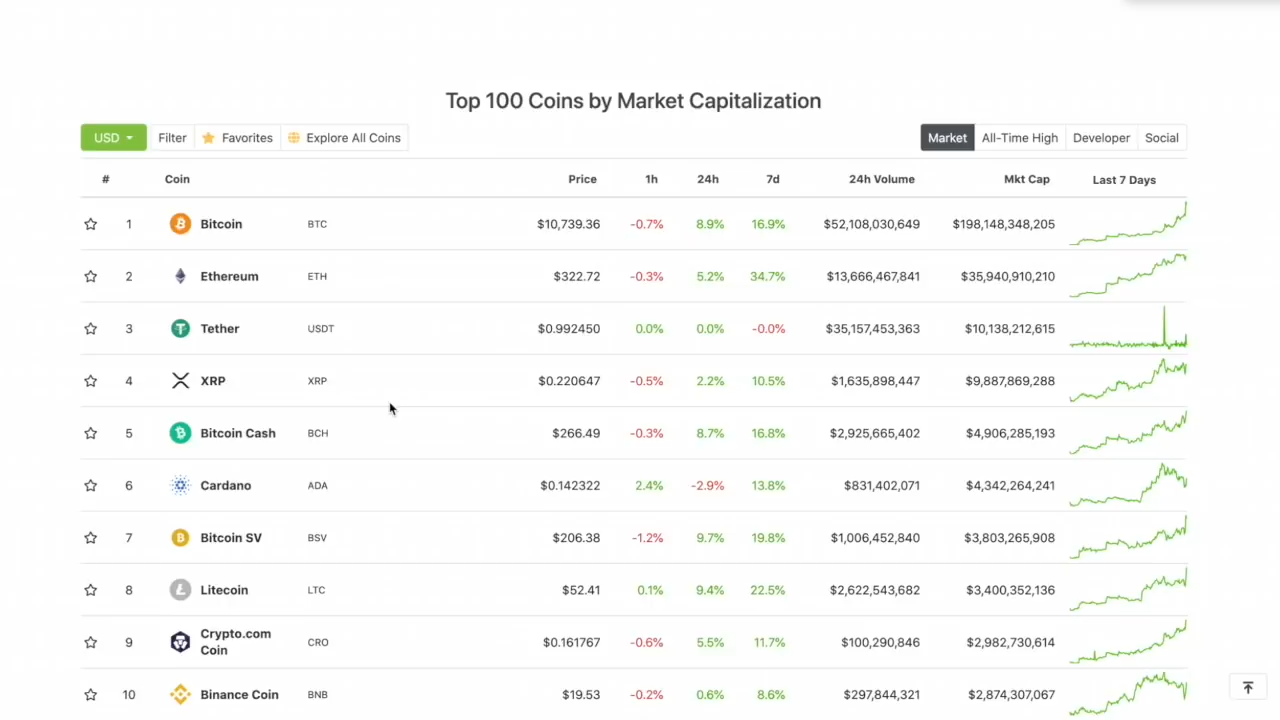 Top 100 Coins by Market Capitalization
USD Filter Favorites Explore All Coins Market All-Time High Developer Social
# Coin Price 1h 24h 7d 24h Volume Mkt Cap Last 7 Days
1 Bitcoin BTC $10,739.36 -0.7% 8.9% 16.9% $52,108,030,649 $198,148,348,205
2 Ethereum ETH $322.72 -0.3% 5.2% 34.7% $13,666,467,841 $35,940,910,210
3 Tether USDT $0.992450 0.0% 0.0% -0.0% $35,157,453,363 $10,138,212,615
4 XRP XRP $0.220647 -0.5% 2.2% 10.5% $1,635,898,447 $9,887,869,288
5 Bitcoin Cash BCH $266.49 -0.3% 8.7% 16.8% $2,925,665,402 $4,906,285,193
6 Cardano ADA $0.142322 2.4% -2.9% 13.8% $831,402,071 $4,342,264,241
7 Bitcoin SV BSV $206.38 -1.2% 9.7% 19.8% $1,006,452,840 $3,803,265,908
8 Litecoin LTC $52.41 0.1% 9.4% 22.5% $2,622,543,682 $3,400,352,136
9 Crypto.com Coin CRO $0.161767 -0.6% 5.5% 11.7% $100,290,846 $2,982,730,614
10 Binance Coin BNB $19.53 -0.2% 0.6% 8.6% $297,844,321 $2,874,307,067